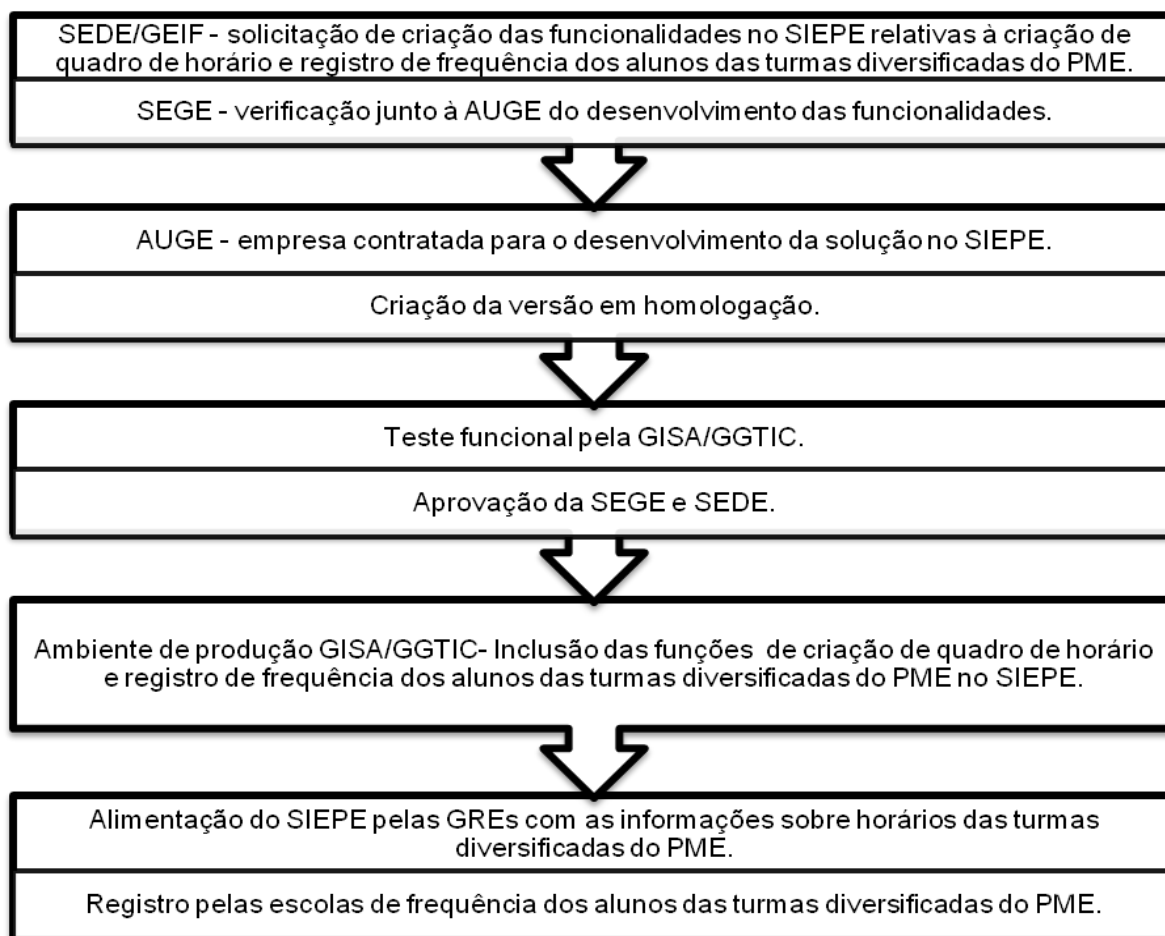 SEDE/GEIF - solicitação de criação das funcionalidades no SIEPE relativas à criação de
quadro de horário e registro de frequência dos alunos das turmas diversificadas do PME.
SEGE - verificação junto à AUGE do desenvolvimento das funcionalidades.
AUGE - empresa contratada para o desenvolvimento da solução no SIEPE.
Criação da versão em homologação.
Teste funcional pela GISA/GGTIC.
Aprovação da SEGE e SEDE.
Ambiente de produção GISA/GGTIC- Inclusão das funções de criação de quadro de horário
e registro de frequência dos alunos das turmas diversificadas do PME no SIEPE.
Alimentação do SIEPE pelas GREs com as informações sobre horários das turmas
diversificadas do PME.
Registro pelas escolas de frequência dos alunos das turmas diversificadas do PME.